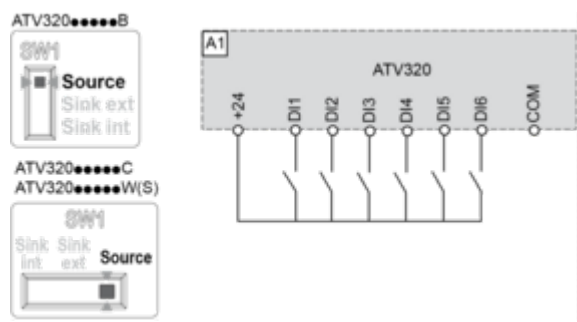 ATV320●●●●●B
SW1
Source
Sink ext
Sink int
ATV320●●●●●C
ATV320●●●●●W(S)
SW1
Sink int
Sink ext
Source
A1
ATV320
+24
DI1
DI2
DI3
DI4
DI5
DI6
COM